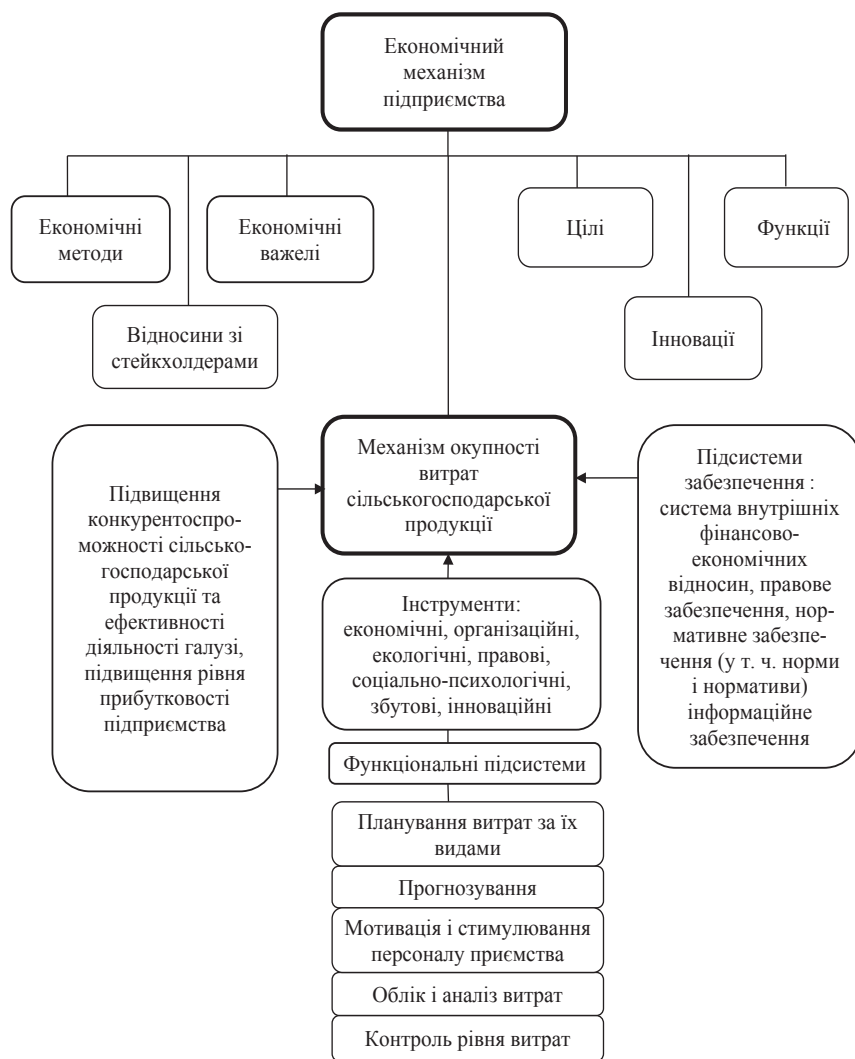 Економічний
механізм
підприємства
Економічні
методи
Економічні
важелі
Цілі
Функції
Відносини зі
стейкхолдерами
Інновації
Підвищення
конкурентоспро-
можності сільсько-
господарської
продукції та
ефективності
діяльності галузі,
підвищення рівня
прибутковості
підприємства
Механізм окупності
витрат
сільськогосподарської
продукції
Підсистеми
забезпечення :
система внутрішніх
фінансово-
економічних
відносин, правове
забезпечення, нор-
мативне забезпе-
чення (у т. ч. норми
і нормативи)
інформаційне
забезпечення
Інструменти:
економічні, організаційні,
екологічні, правові,
соціально-психологічні,
збутові, інноваційні
Функціональні підсистеми
Планування витрат за їх
видами
Прогнозування
Мотивація і стимулювання
персоналу приємства
Облік і аналіз витрат
Контроль рівня витрат